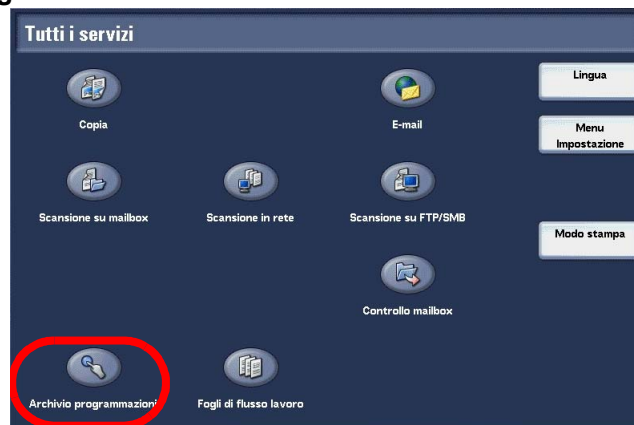 Tutti i servizi
Copia
E-mail
Lingua
Menu
Impostazione
Scansione su mailbox
Scansione in rete
Scansione su FTP/SMB
Modo stampa
Controllo mailbox
Archivio programmazioni
Fogli di flusso lavoro